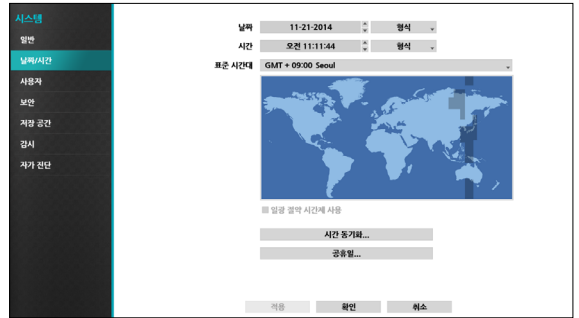 시스템
일반
날짜/시간
사용자
보안
저장 공간
감시
자가 진단
날짜 11-21-2014 형식
시간 오전 11:11:44 형식
표준 시간대 GMT + 09:00 Seoul
일광 절약 시간제 사용
시간 동기화...
공휴일...
적용 확인 취소